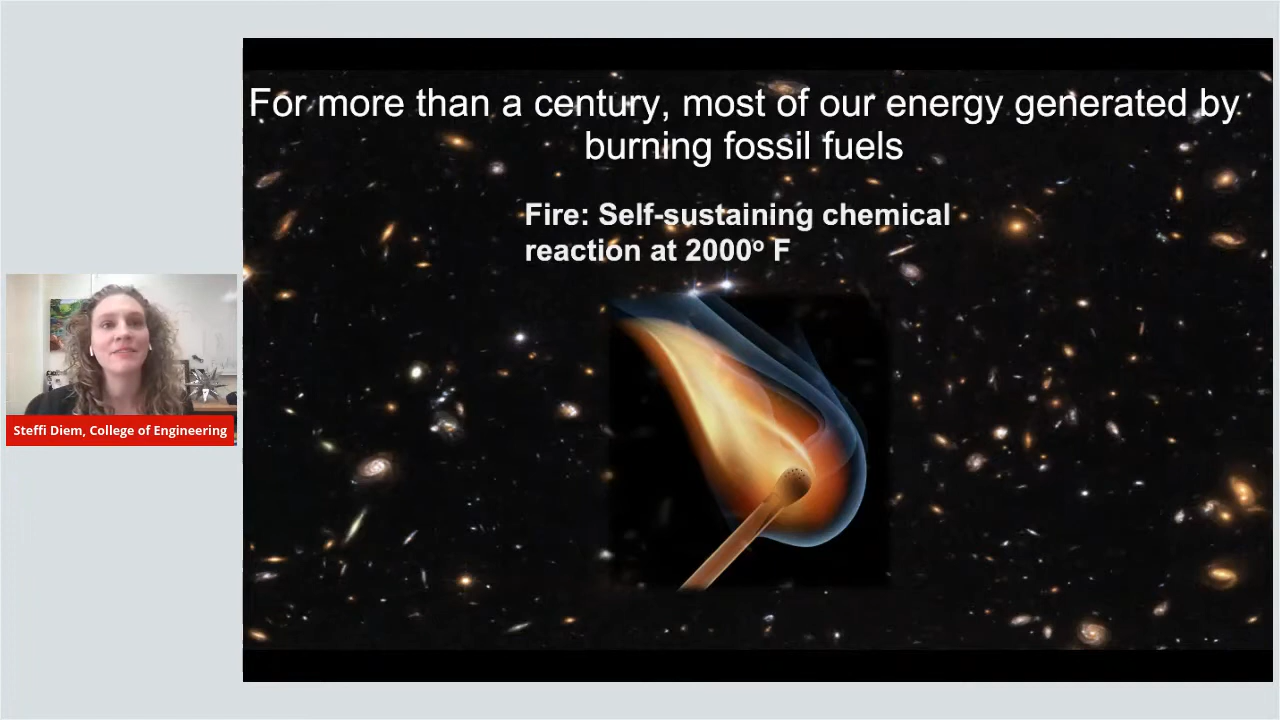 For more than a century, most of our energy generated by
burning fossil fuels
Fire: Self-sustaining chemical
reaction at 2000º F
Steffi Diem, College of Engineering